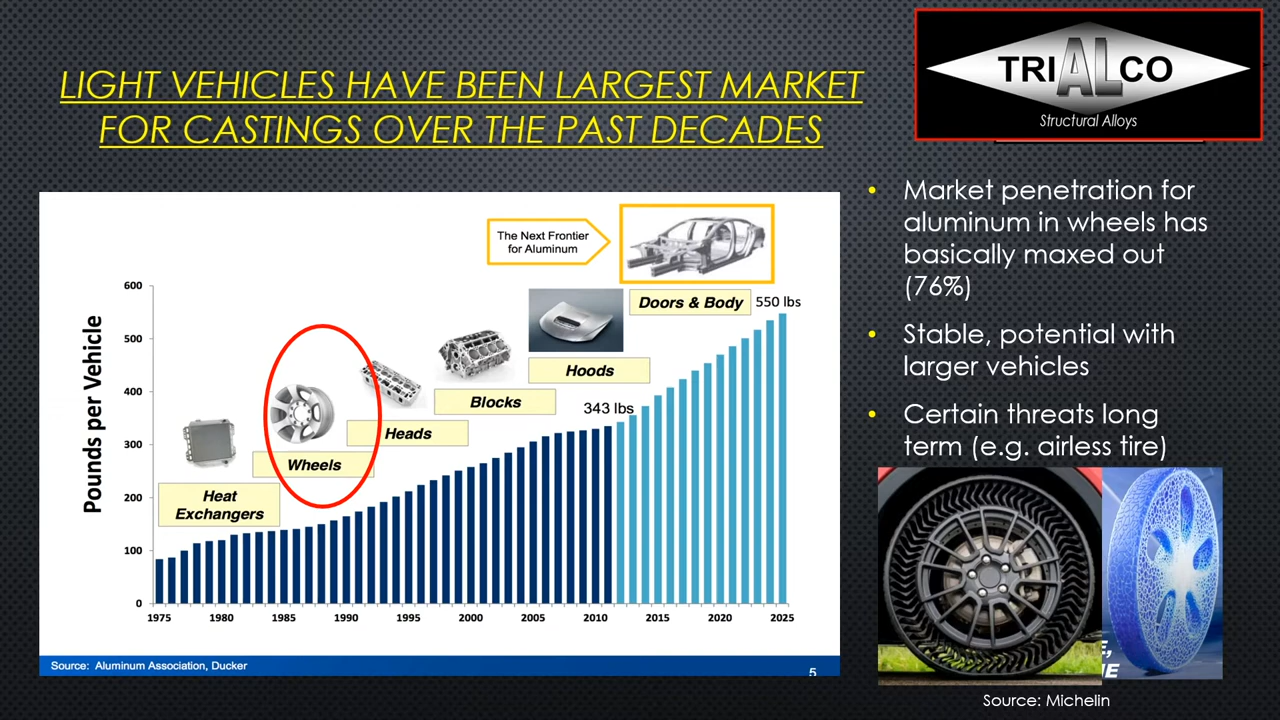 LIGHT VEHICLES HAVE BEEN LARGEST MARKET
FOR CASTINGS OVER THE PAST DECADES
TRIALCO
Structural Alloys
The Next Frontier
for Aluminum
Pounds per Vehicle
600
500
400
300
200
100
0
Doors & Body
550 lbs
Hoods
Blocks
343 lbs
Heads
Wheels
Heat
Exchangers
1975
1980
1985
1990
1995
2000
2005
2010
2015
2020
2025
Source: Aluminum Association, Ducker
5
• Market penetration for
aluminum in wheels has
basically maxed out
(76%)
• Stable, potential with
larger vehicles
• Certain threats long
term (e.g. airless tire)
Source: Michelin